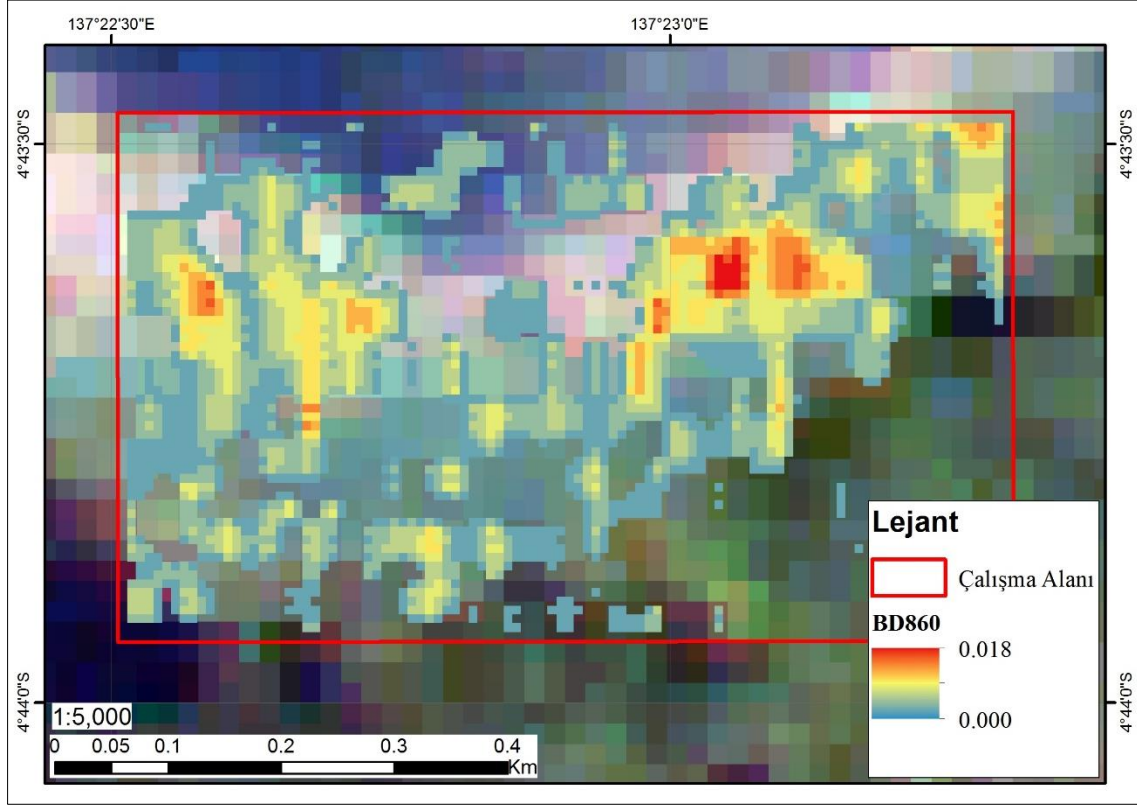 137°22'30"E 137°23'0"E
4°43'30"S 4°43'30"S
4°44'0"S 4°44'0"S
Lejant
Çalışma Alanı
BD860
0.018
0.000
1:5,000
0 0.05 0.1 0.2 0.3 0.4
Km